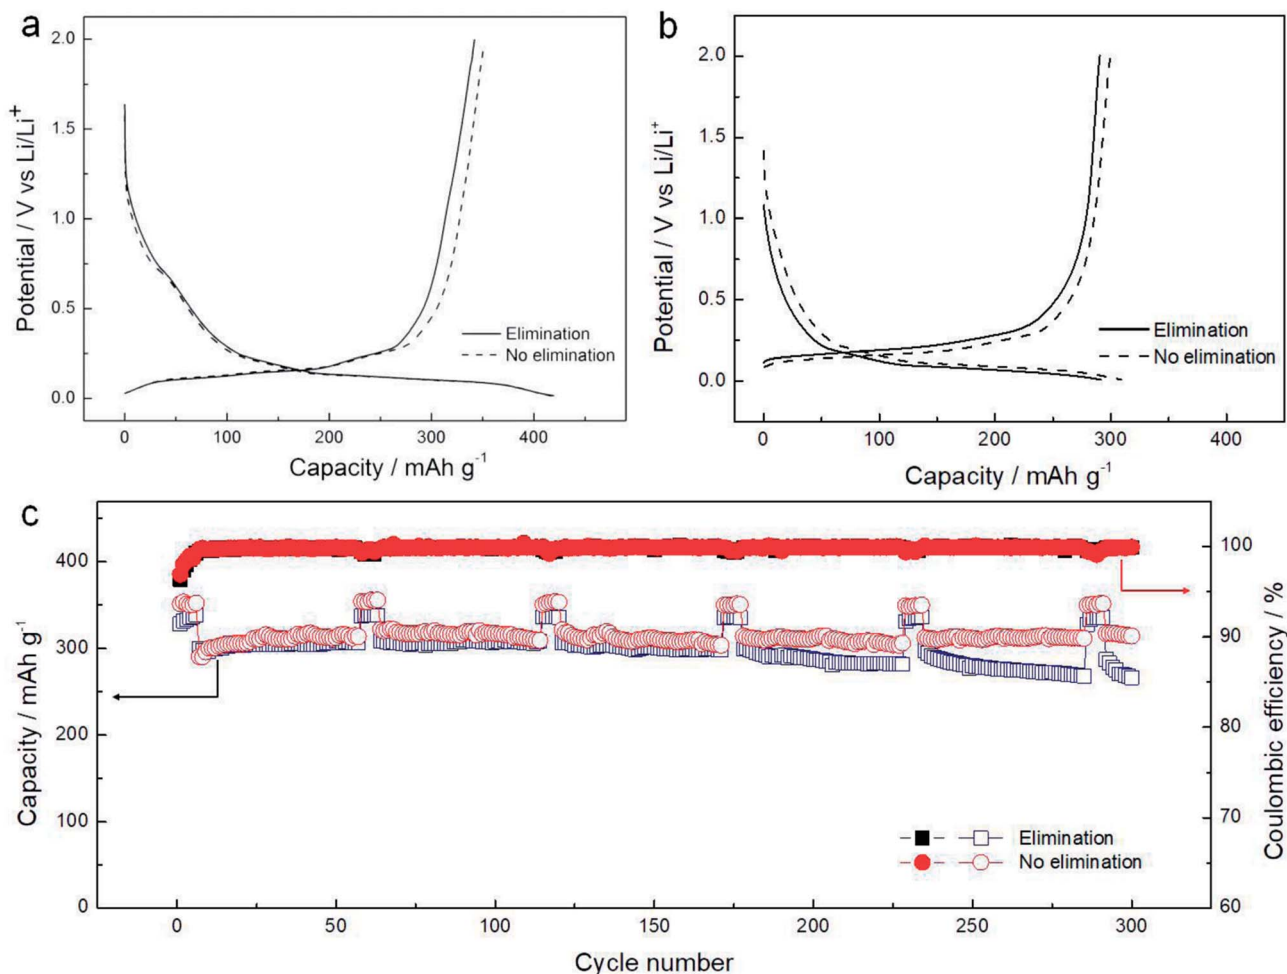 a
2.0
1.5
1.0
0.5
0.0
Potential / V vs Li/Li+
Elimination
No elimination
0 100 200 300 400
Capacity / mAh g-1
b
2.0
1.5
1.0
0.5
0.0
Potential / V vs Li/Li+
Elimination
No elimination
0 100 200 300 400
Capacity / mAh g-1
c
400
300
200
100
0
Capacity / mAh g-1
100
90
80
70
60
Coulombic efficiency / %
Elimination
No elimination
0 50 100 150 200 250 300
Cycle number